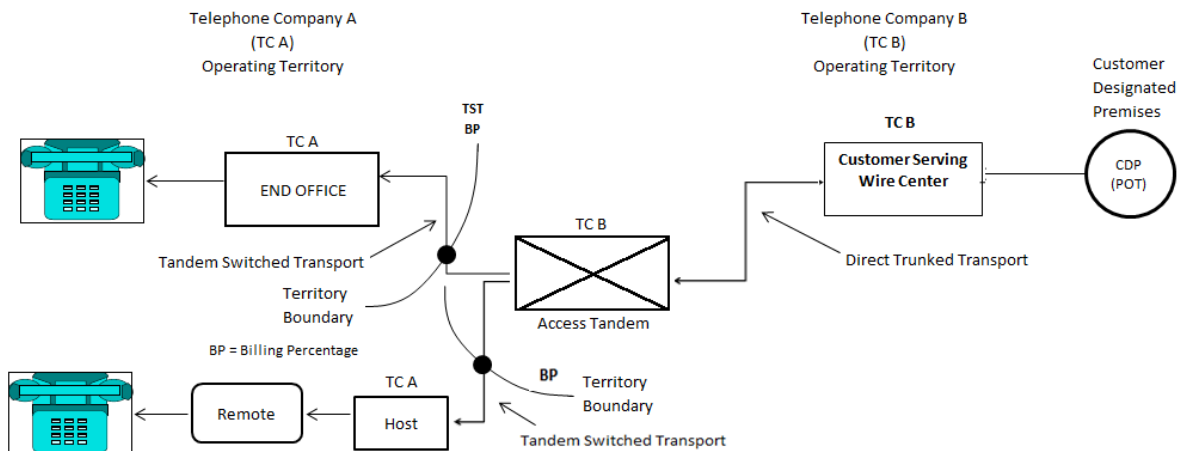 Telephone Company A
(TC A)
Operating Territory
Telephone Company B
(TC B)
Operating Territory
Customer
Designated
Premises
TST
BP
TC A
END OFFICE
TC B
Customer Serving
Wire Center
CDP
(POT)
TC B
Tandem Switched Transport
Direct Trunked Transport
Territory
Boundary
Access Tandem
BP = Billing Percentage
BP
Territory
Boundary
TC A
Remote
Host
Tandem Switched Transport